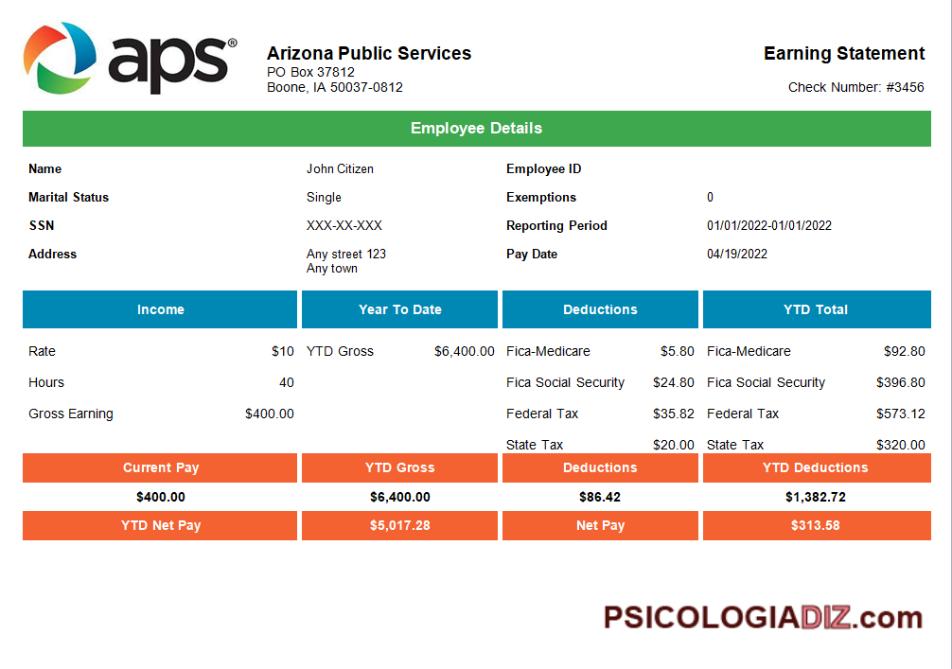 aps®
Arizona Public Services
PO Box 37812
Boone, IA 50037-0812
Earning Statement
Check Number: #3456
Employee Details
Name John Citizen Employee ID
Marital Status Single Exemptions 0
SSN XXX-XX-XXX Reporting Period 01/01/2022-01/01/2022
Address Any street 123 Pay Date 04/19/2022
Any town
Income Year To Date Deductions YTD Total
Rate $10 YTD Gross $6,400.00 Fica-Medicare $5.80 Fica-Medicare $92.80
Hours 40 Fica Social Security $24.80 Fica Social Security $396.80
Gross Earning $400.00 Federal Tax $35.82 Federal Tax $573.12
State Tax $20.00 State Tax $320.00
Current Pay YTD Gross Deductions YTD Deductions
$400.00 $6,400.00 $86.42 $1,382.72
YTD Net Pay $5,017.28 Net Pay $313.58
PSICOLOGIADIZ.com